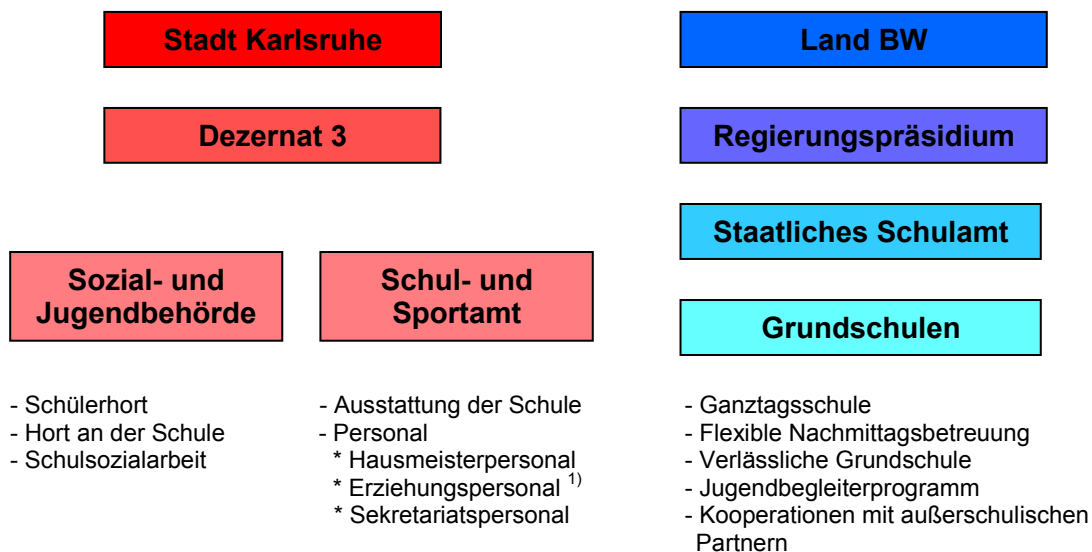 Stadt Karlsruhe
Dezernat 3
Sozial- und
Jugendbehörde
Schul- und
Sportamt
- Schülerhort
- Hort an der Schule
- Schulsozialarbeit
- Ausstattung der Schule
- Personal
* Hausmeisterpersonal
* Erziehungspersonal 1)
* Sekretariatspersonal
Land BW
Regierungspräsidium
Staatliches Schulamt
Grundschulen
- Ganztagsschule
- Flexible Nachmittagsbetreuung
- Verlässliche Grundschule
- Jugendbegleiterprogramm
- Kooperationen mit außerschulischen
Partnern